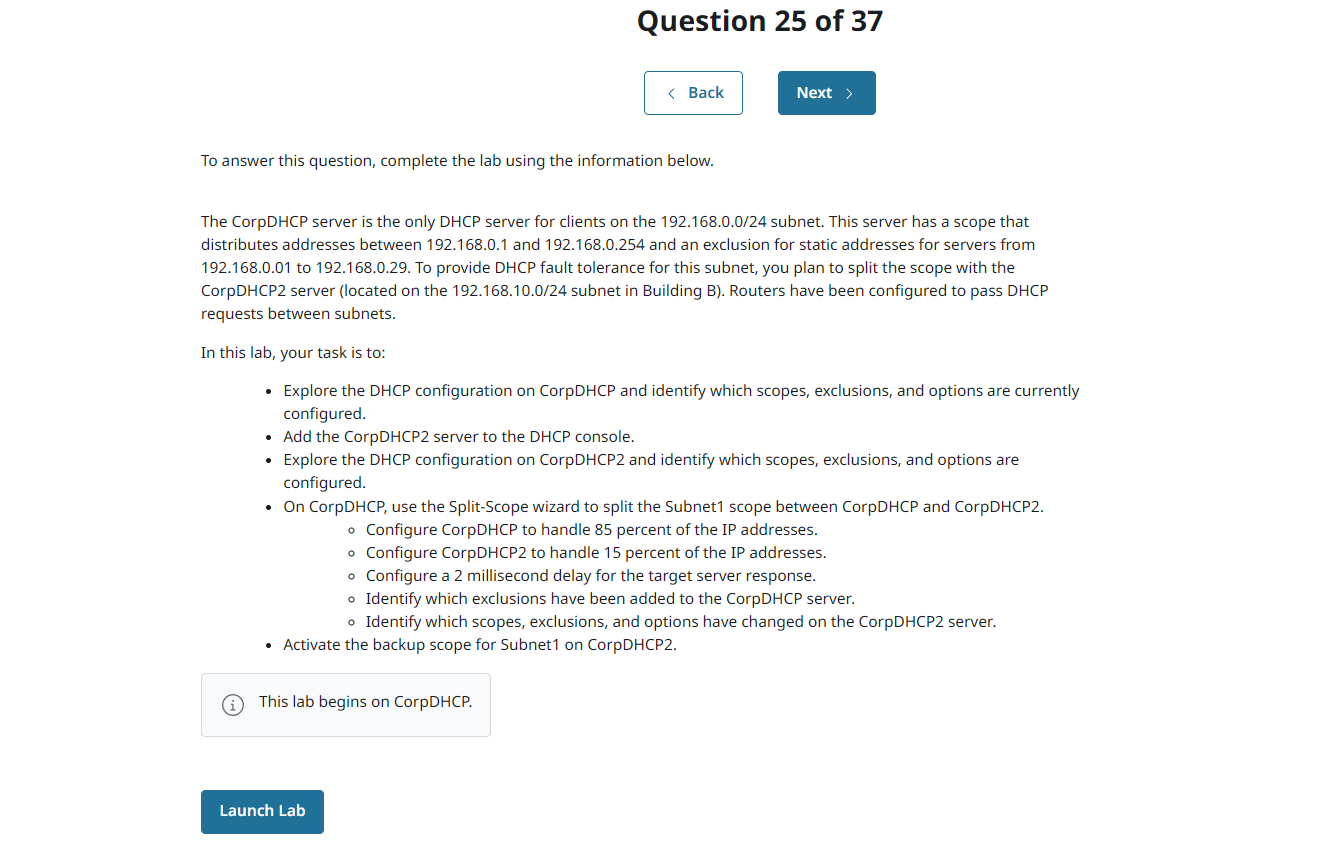 Question 25 of 37
Back
Next
To answer this question, complete the lab using the information below.
The CorpDHCP server is the only DHCP server for clients on the 192.168.0.0/24 subnet. This server has a scope that
distributes addresses between 192.168.0.1 and 192.168.0.254 and an exclusion for static addresses for servers from
192.168.0.01 to 192.168.0.29. To provide DHCP fault tolerance for this subnet, you plan to split the scope with the
CorpDHCP2 server (located on the 192.168.10.0/24 subnet in Building B). Routers have been configured to pass DHCP
requests between subnets.
In this lab, your task is to:
• Explore the DHCP configuration on CorpDHCP and identify which scopes, exclusions, and options are currently
configured.
• Add the CorpDHCP2 server to the DHCP console.
• Explore the DHCP configuration on CorpDHCP2 and identify which scopes, exclusions, and options are
configured.
• On CorpDHCP, use the Split-Scope wizard to split the Subnet1 scope between CorpDHCP and CorpDHCP2.
◦ Configure CorpDHCP to handle 85 percent of the IP addresses.
◦ Configure CorpDHCP2 to handle 15 percent of the IP addresses.
◦ Configure a 2 millisecond delay for the target server response.
◦ Identify which exclusions have been added to the CorpDHCP server.
◦ Identify which scopes, exclusions, and options have changed on the CorpDHCP2 server.
• Activate the backup scope for Subnet1 on CorpDHCP2.
This lab begins on CorpDHCP.
Launch Lab